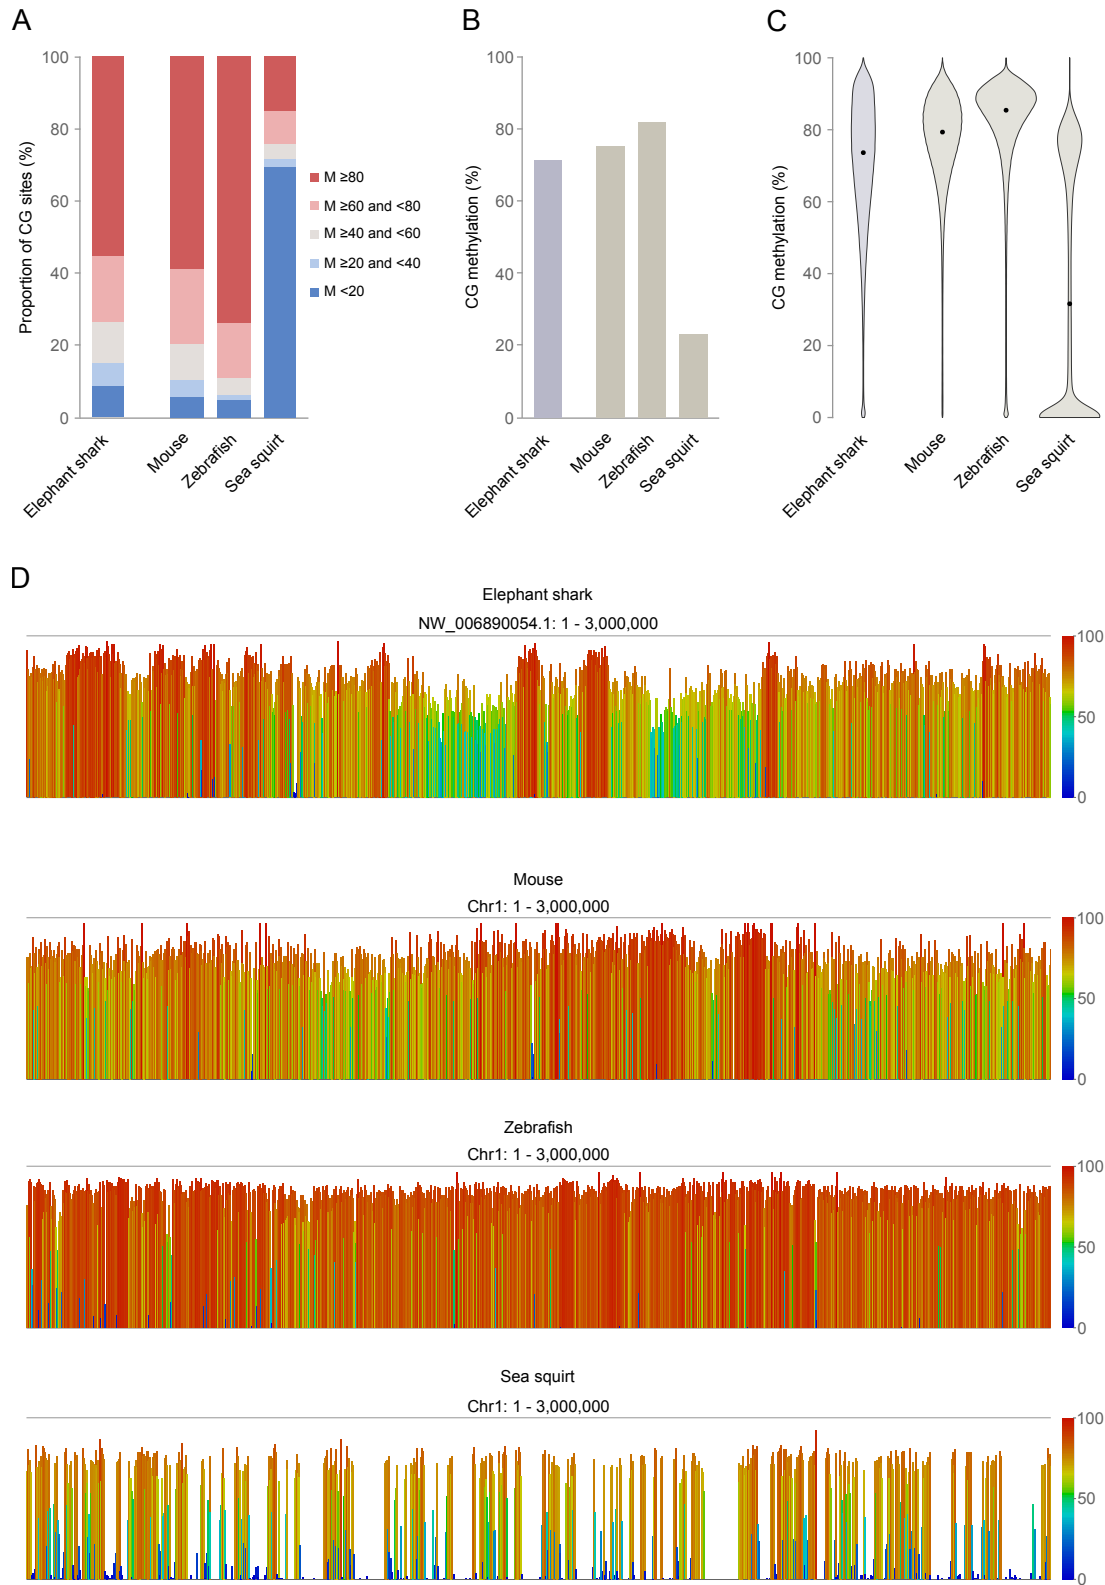 A
B
C
Proportion of CG sites (%)
100
80
60
40
20
0
Elephant shark
Mouse
Zebrafish
Sea squirt
M ≥80
M ≥60 and <80
M ≥40 and <60
M ≥20 and <40
M <20
CG methylation (%)
100
80
60
40
20
0
Elephant shark
Mouse
Zebrafish
Sea squirt
CG methylation (%)
100
80
60
40
20
0
Elephant shark
Mouse
Zebrafish
Sea squirt
D
Elephant shark
NW_006890054.1: 1 - 3,000,000
100
50
0
Mouse
Chr1: 1 - 3,000,000
100
50
0
Zebrafish
Chr1: 1 - 3,000,000
100
50
0
Sea squirt
Chr1: 1 - 3,000,000
100
50
0